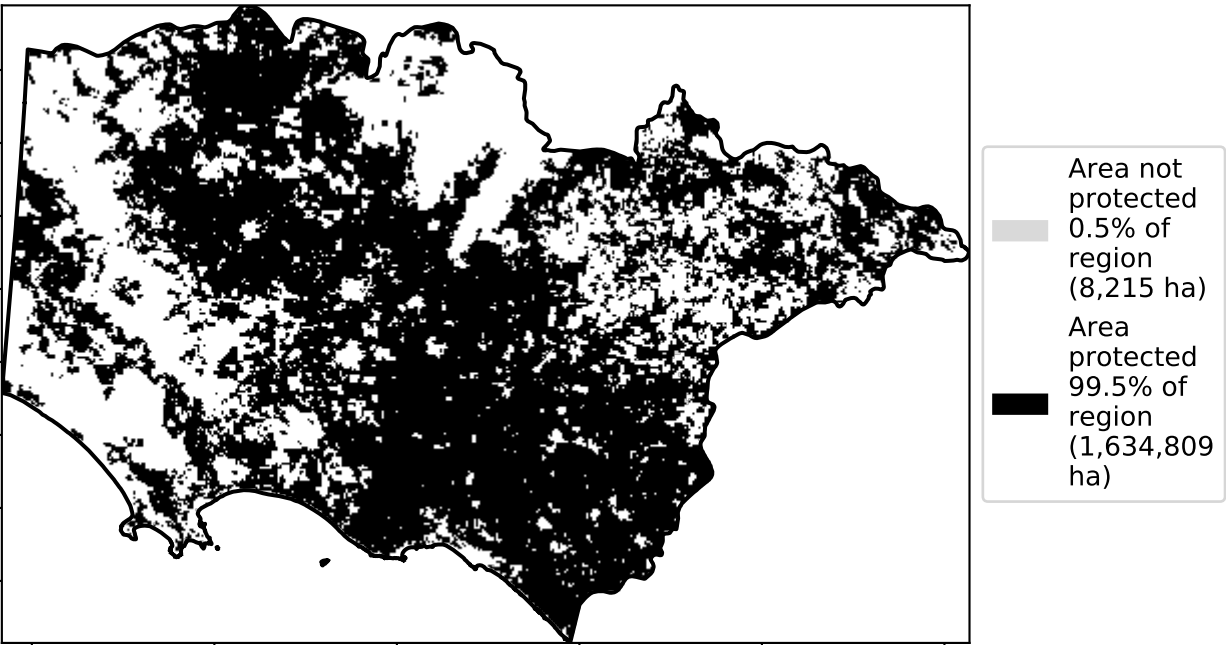 Area not
protected
0.5% of
region
(8,215 ha)
Area
protected
99.5% of
region
(1,634,809
ha)